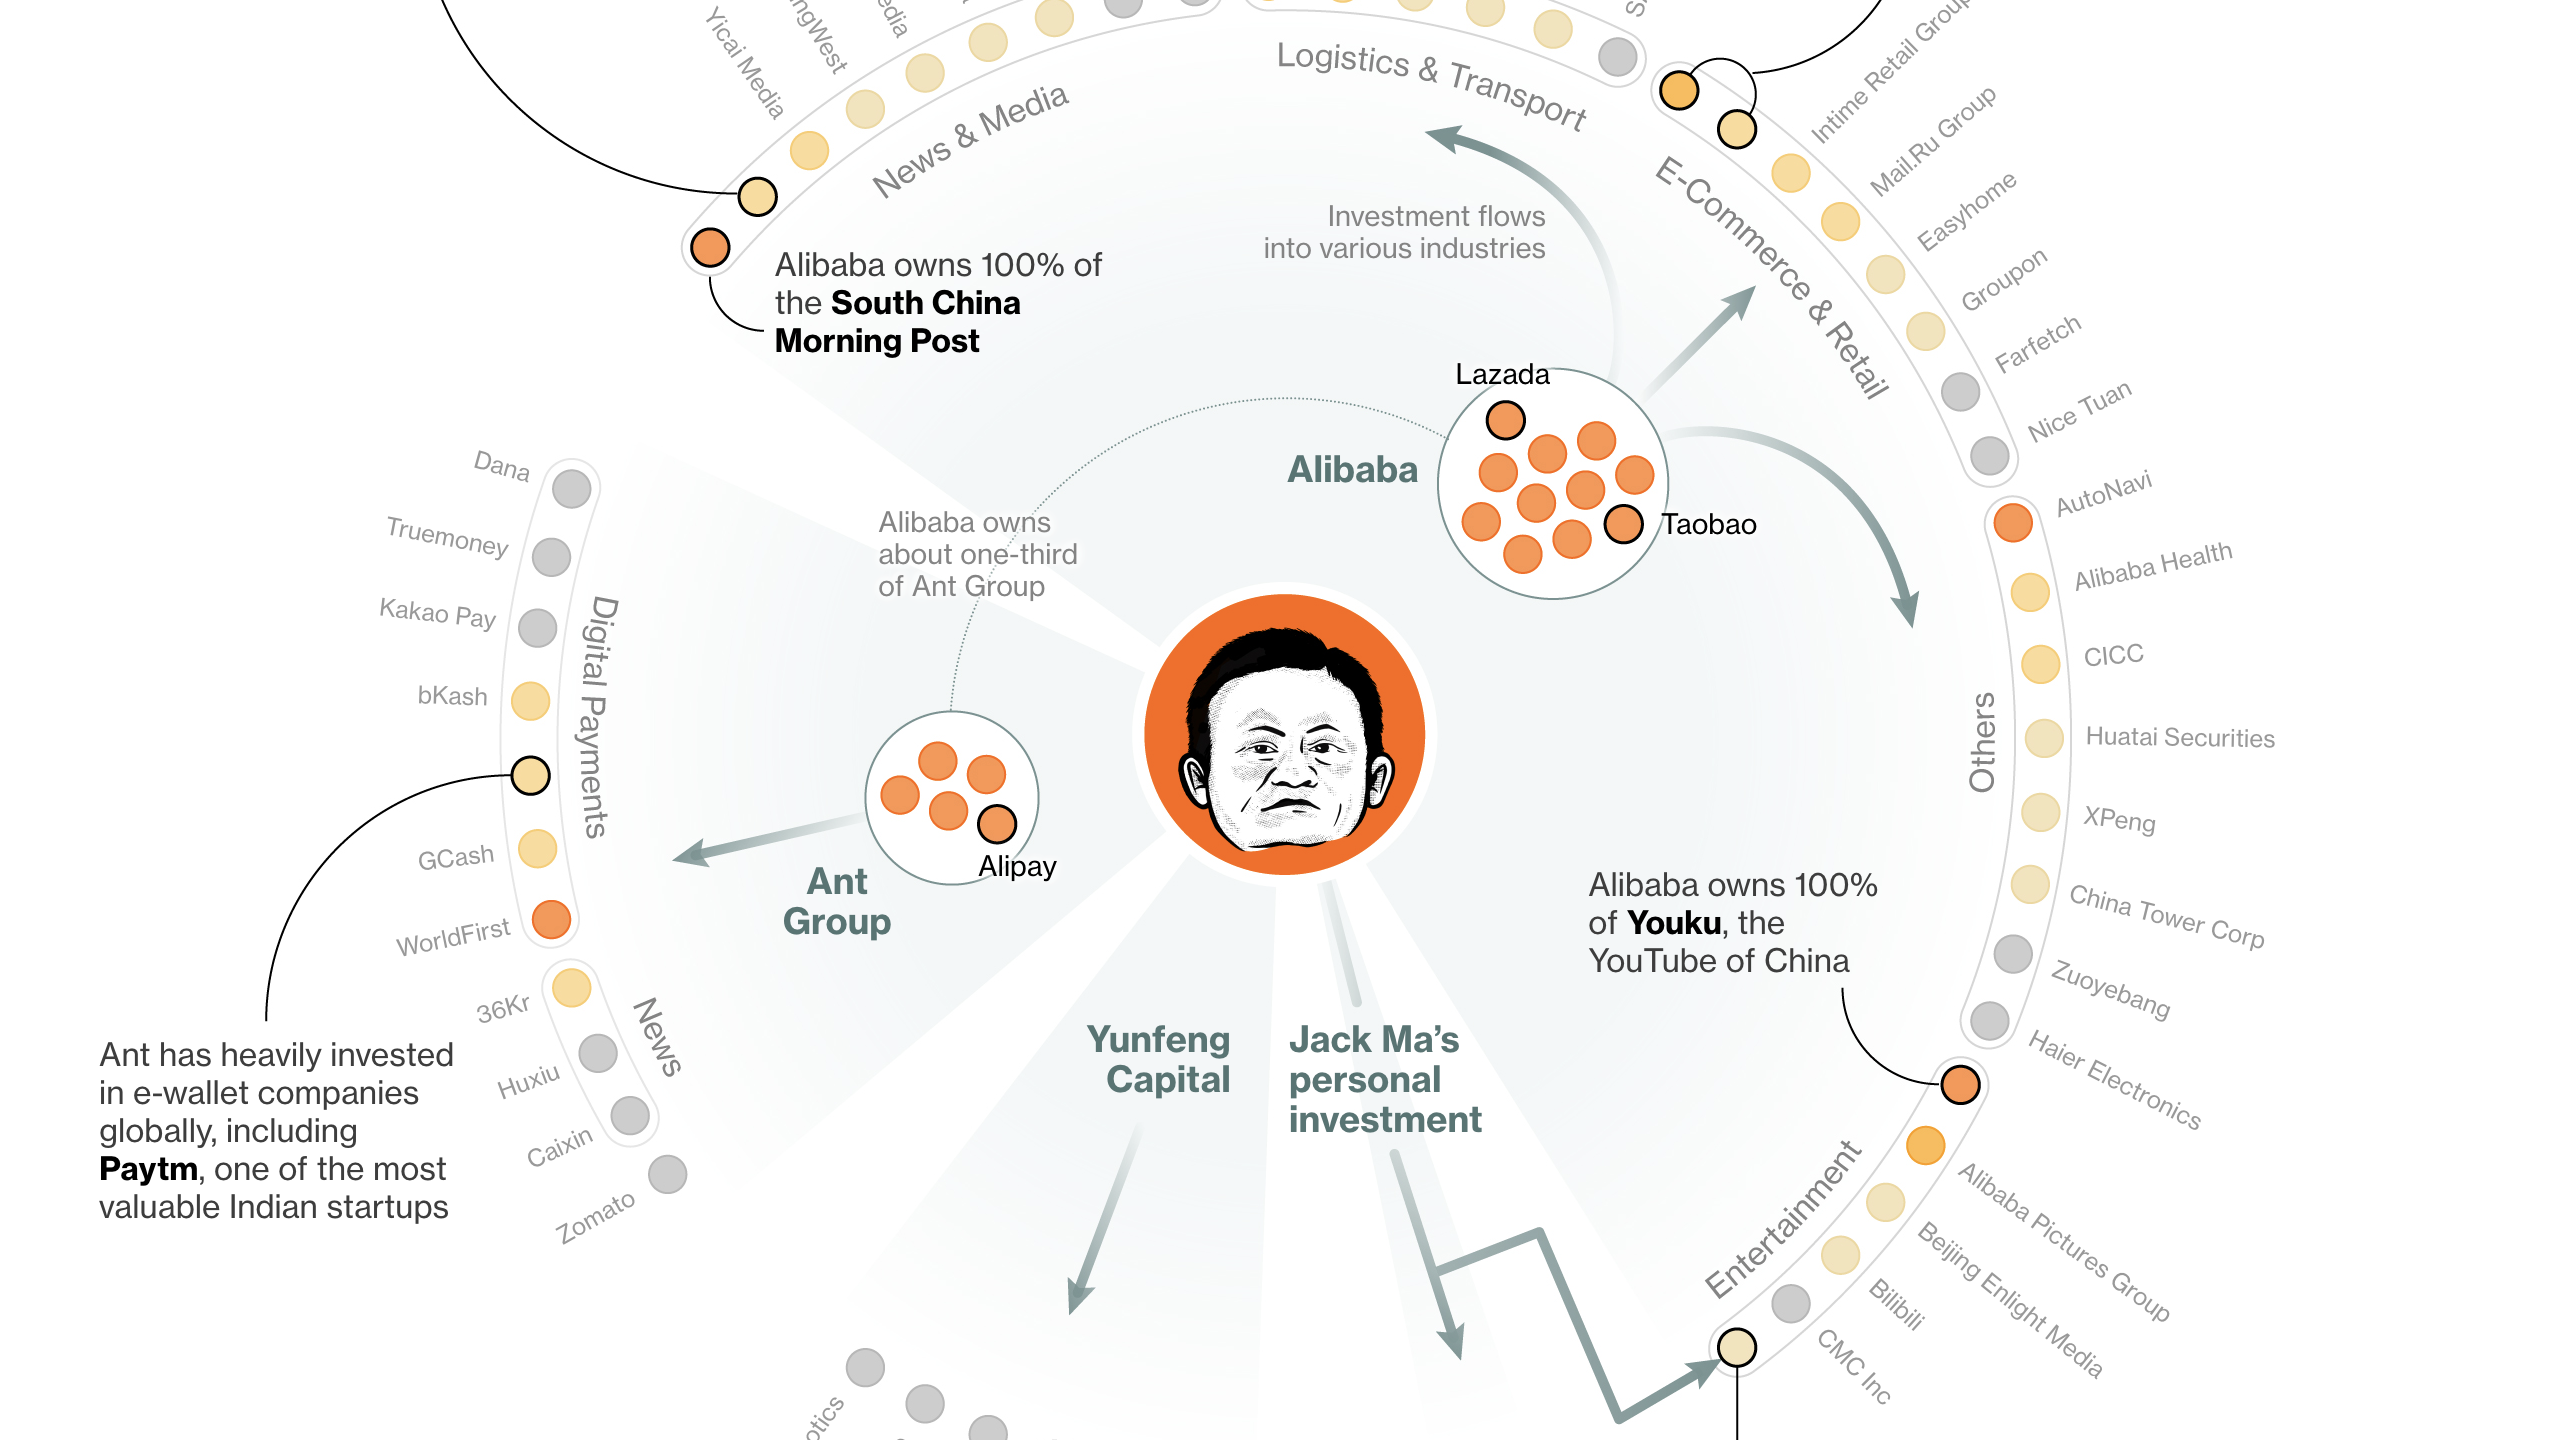 Yicai Media
News & Media
Logistics & Transport
Intime Retail Group
Mail.Ru Group
Easyhome
Groupon
Farfetch
Nice Tuan
E-Commerce & Retail
Investment flows
into various industries
Alibaba owns 100% of
the South China
Morning Post
Lazada
Alibaba
Taobao
Alibaba owns
about one-third
of Ant Group
Dana
Truemoney
Kakao Pay
bKash
GCash
WorldFirst
Digital Payments
36Kr
Huxiu
Caixin
News
Zomato
Alipay
Ant
Group
AutoNavi
Alibaba Health
CICC
Huatai Securities
XPeng
China Tower Corp
Zuoyebang
Haier Electronics
Others
Alibaba owns 100%
of Youku, the
YouTube of China
Yunfeng
Capital
Jack Ma’s
personal
investment
Ant has heavily invested
in e-wallet companies
globally, including
Paytm, one of the most
valuable Indian startups
Entertainment
Alibaba Pictures Group
Beijing Enlight Media
Bilibili
CMC Inc